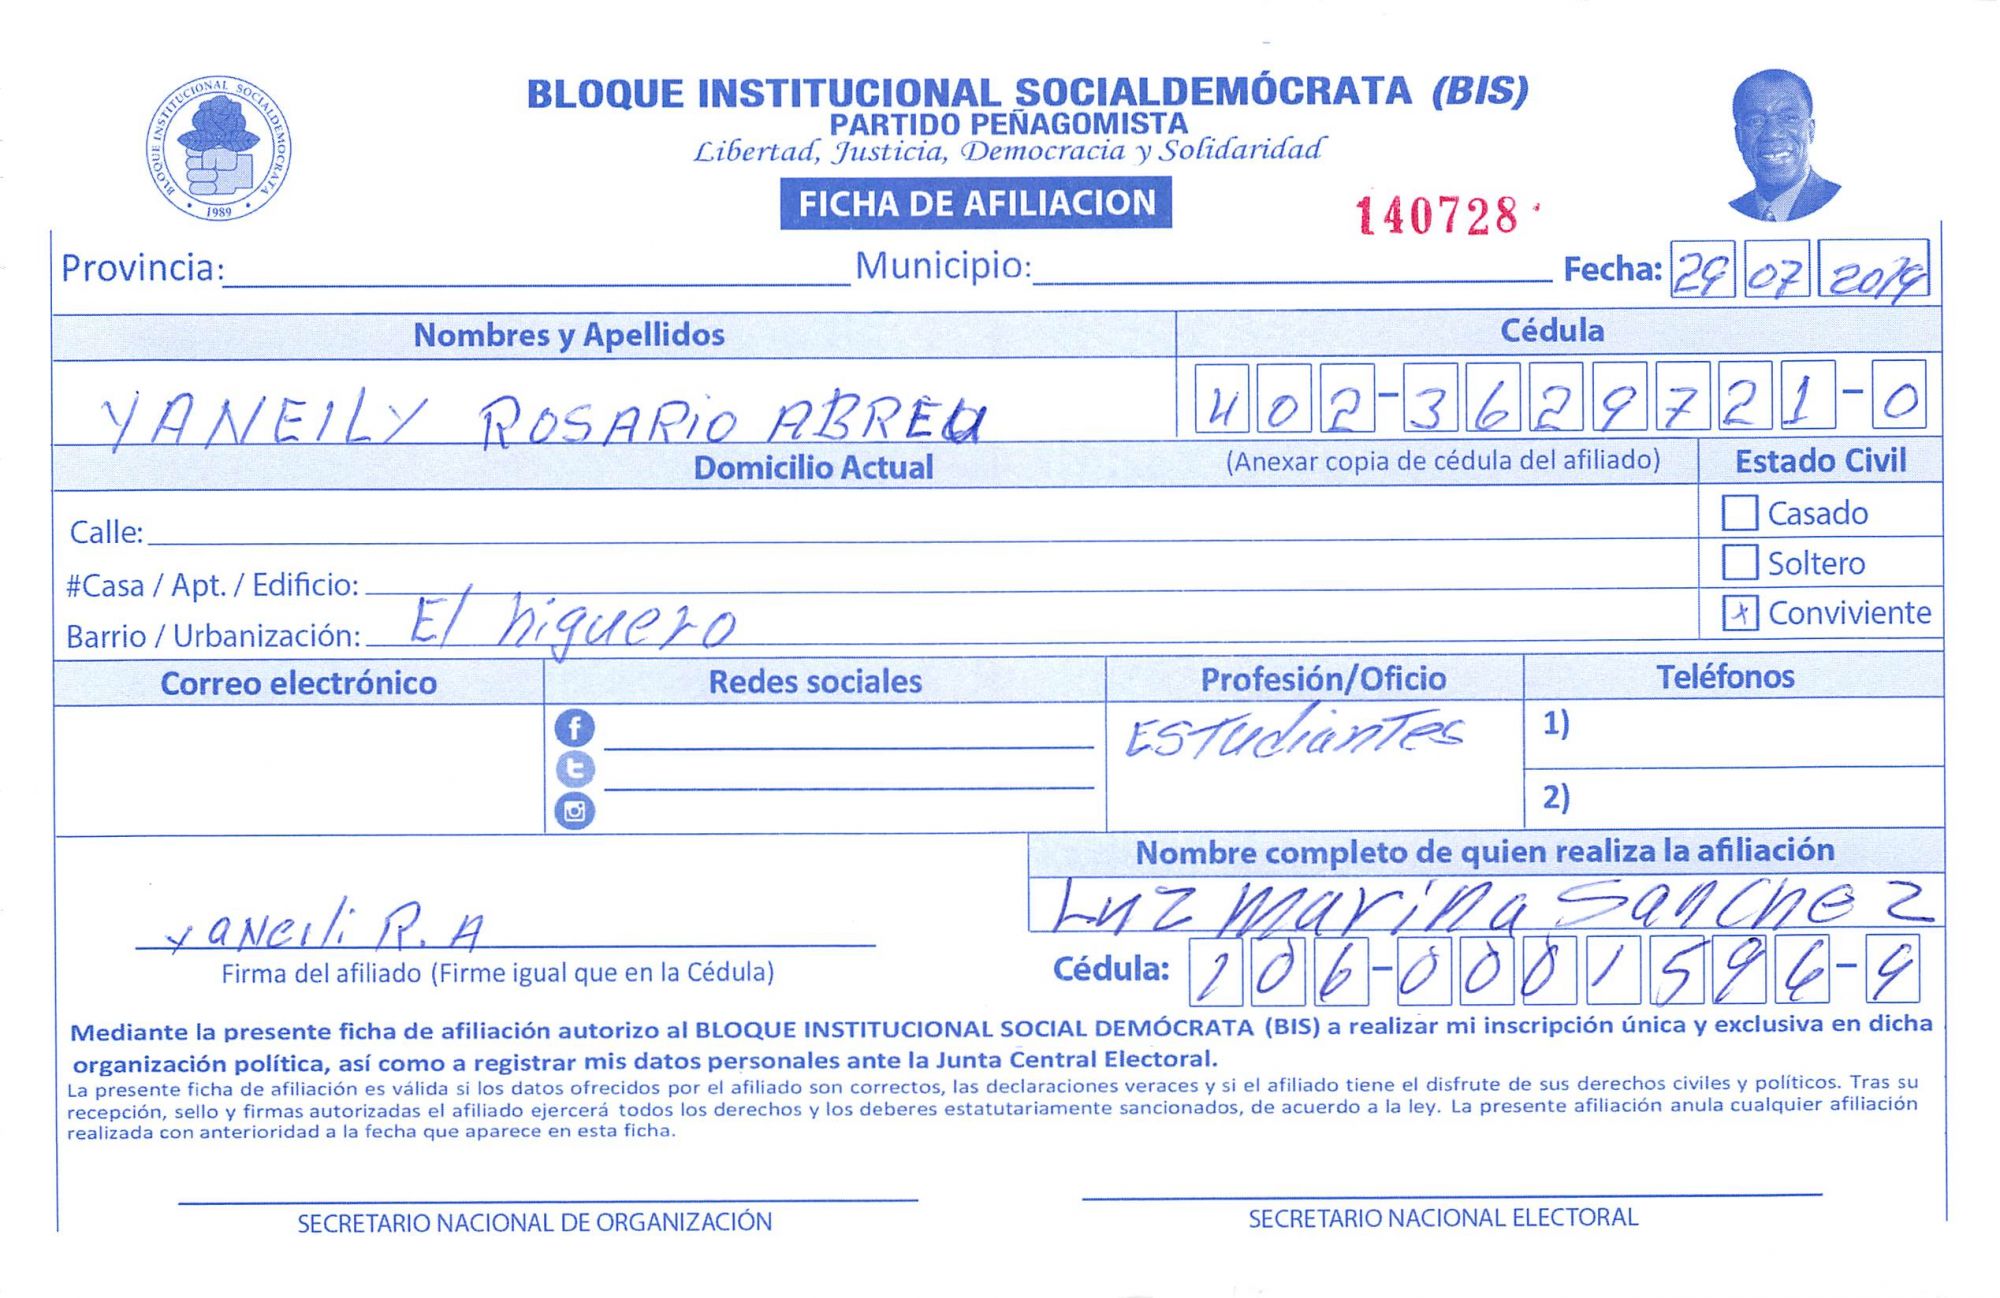 BLOQUE INSTITUCIONAL SOCIALDEMÓCRATA (BIS)
PARTIDO PEÑAGOMISTA
Libertad, Justicia, Democracia y Solidaridad
BLOQUE INSTITUCIONAL SOCIALDEMOCRATA
• 1989 •
FICHA DE AFILIACION
140728
Provincia: Municipio: Fecha: 29 07 2019
Nombres y Apellidos Cédula
YANEILY ROSARIO ABREU 402-3629721-0
Domicilio Actual (Anexar copia de cédula del afiliado) Estado Civil
Calle: Casado
#Casa / Apt. / Edificio: Soltero
Barrio / Urbanización: El higuero x Conviviente
Correo electrónico Redes sociales Profesión/Oficio Teléfonos
ESTudianTes 1)
2)
Nombre completo de quien realiza la afiliación
Luz Marina Sanchez
Yaneili R. A
Firma del afiliado (Firme igual que en la Cédula) Cédula: 106-0001596-9
Mediante la presente ficha de afiliación autorizo al BLOQUE INSTITUCIONAL SOCIAL DEMÓCRATA (BIS) a realizar mi inscripción única y exclusiva en dicha
organización política, así como a registrar mis datos personales ante la Junta Central Electoral.
La presente ficha de afiliación es válida si los datos ofrecidos por el afiliado son correctos, las declaraciones veraces y si el afiliado tiene el disfrute de sus derechos civiles y políticos. Tras su
recepción, sello y firmas autorizadas el afiliado ejercerá todos los derechos y los deberes estatutariamente sancionados, de acuerdo a la ley. La presente afiliación anula cualquier afiliación
realizada con anterioridad a la fecha que aparece en esta ficha.
SECRETARIO NACIONAL DE ORGANIZACIÓN SECRETARIO NACIONAL ELECTORAL